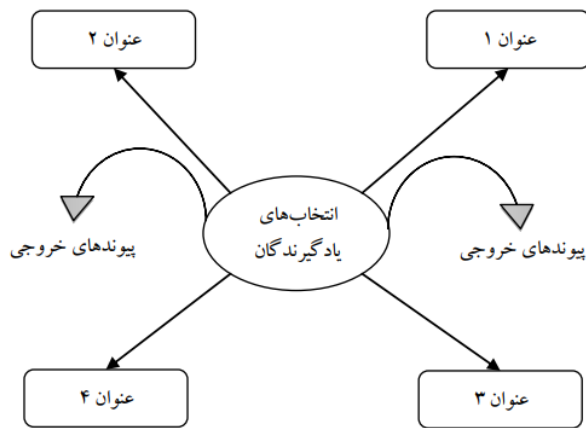 عنوان ۱
عنوان ۲
انتخاب‌های
یادگیرندگان
پیوندهای خروجی
پیوندهای خروجی
عنوان ۳
عنوان ۴